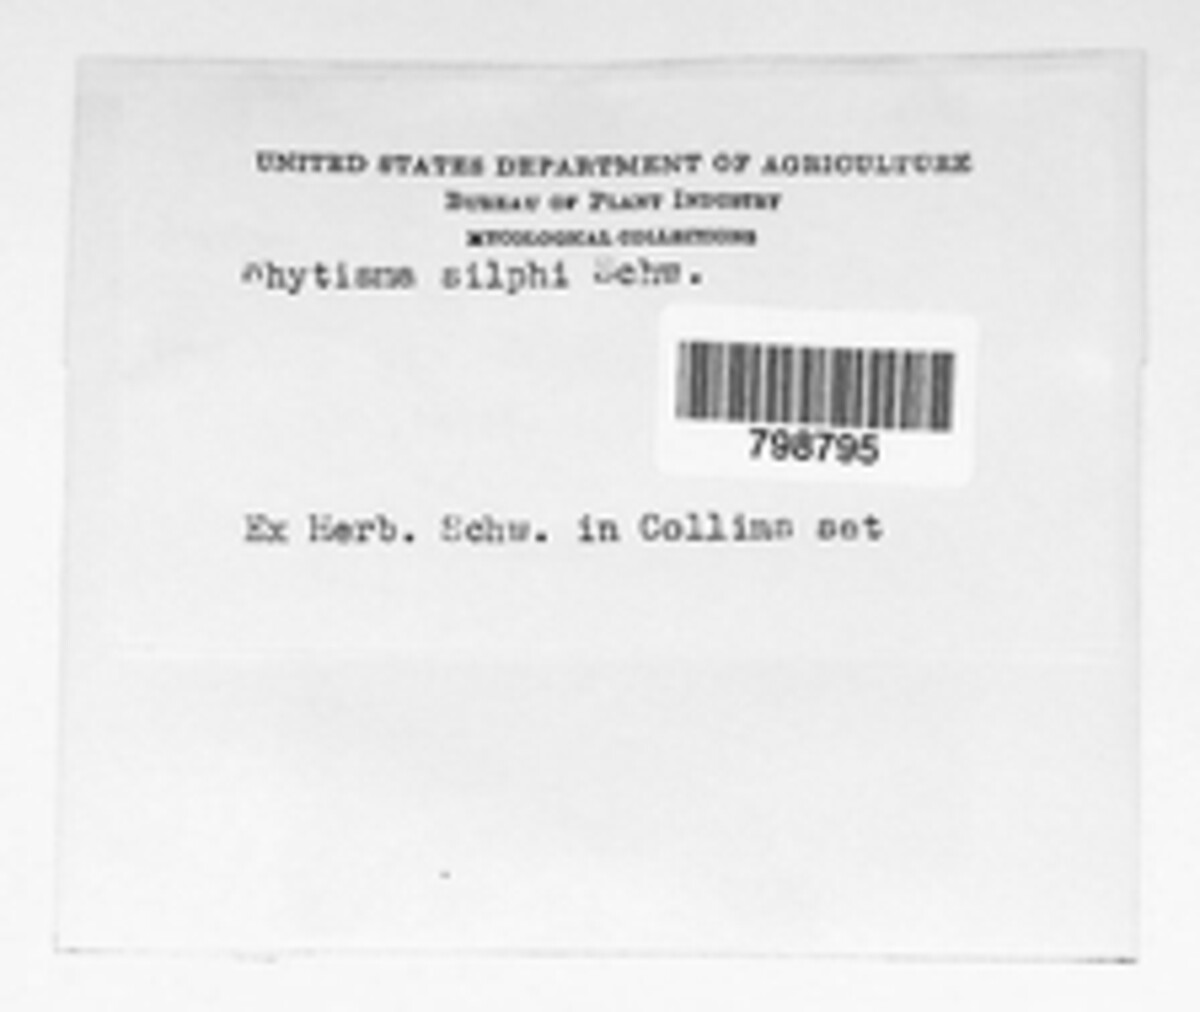 UNITED STATES DEPARTMENT OF AGRICULTURE
BUREAU OF PLANT INDUSTRY
MYCOLOGICAL COLLECTIONS
Rhytisma silphi Schw.
798795
Ex Herb. Schw. in Collins set